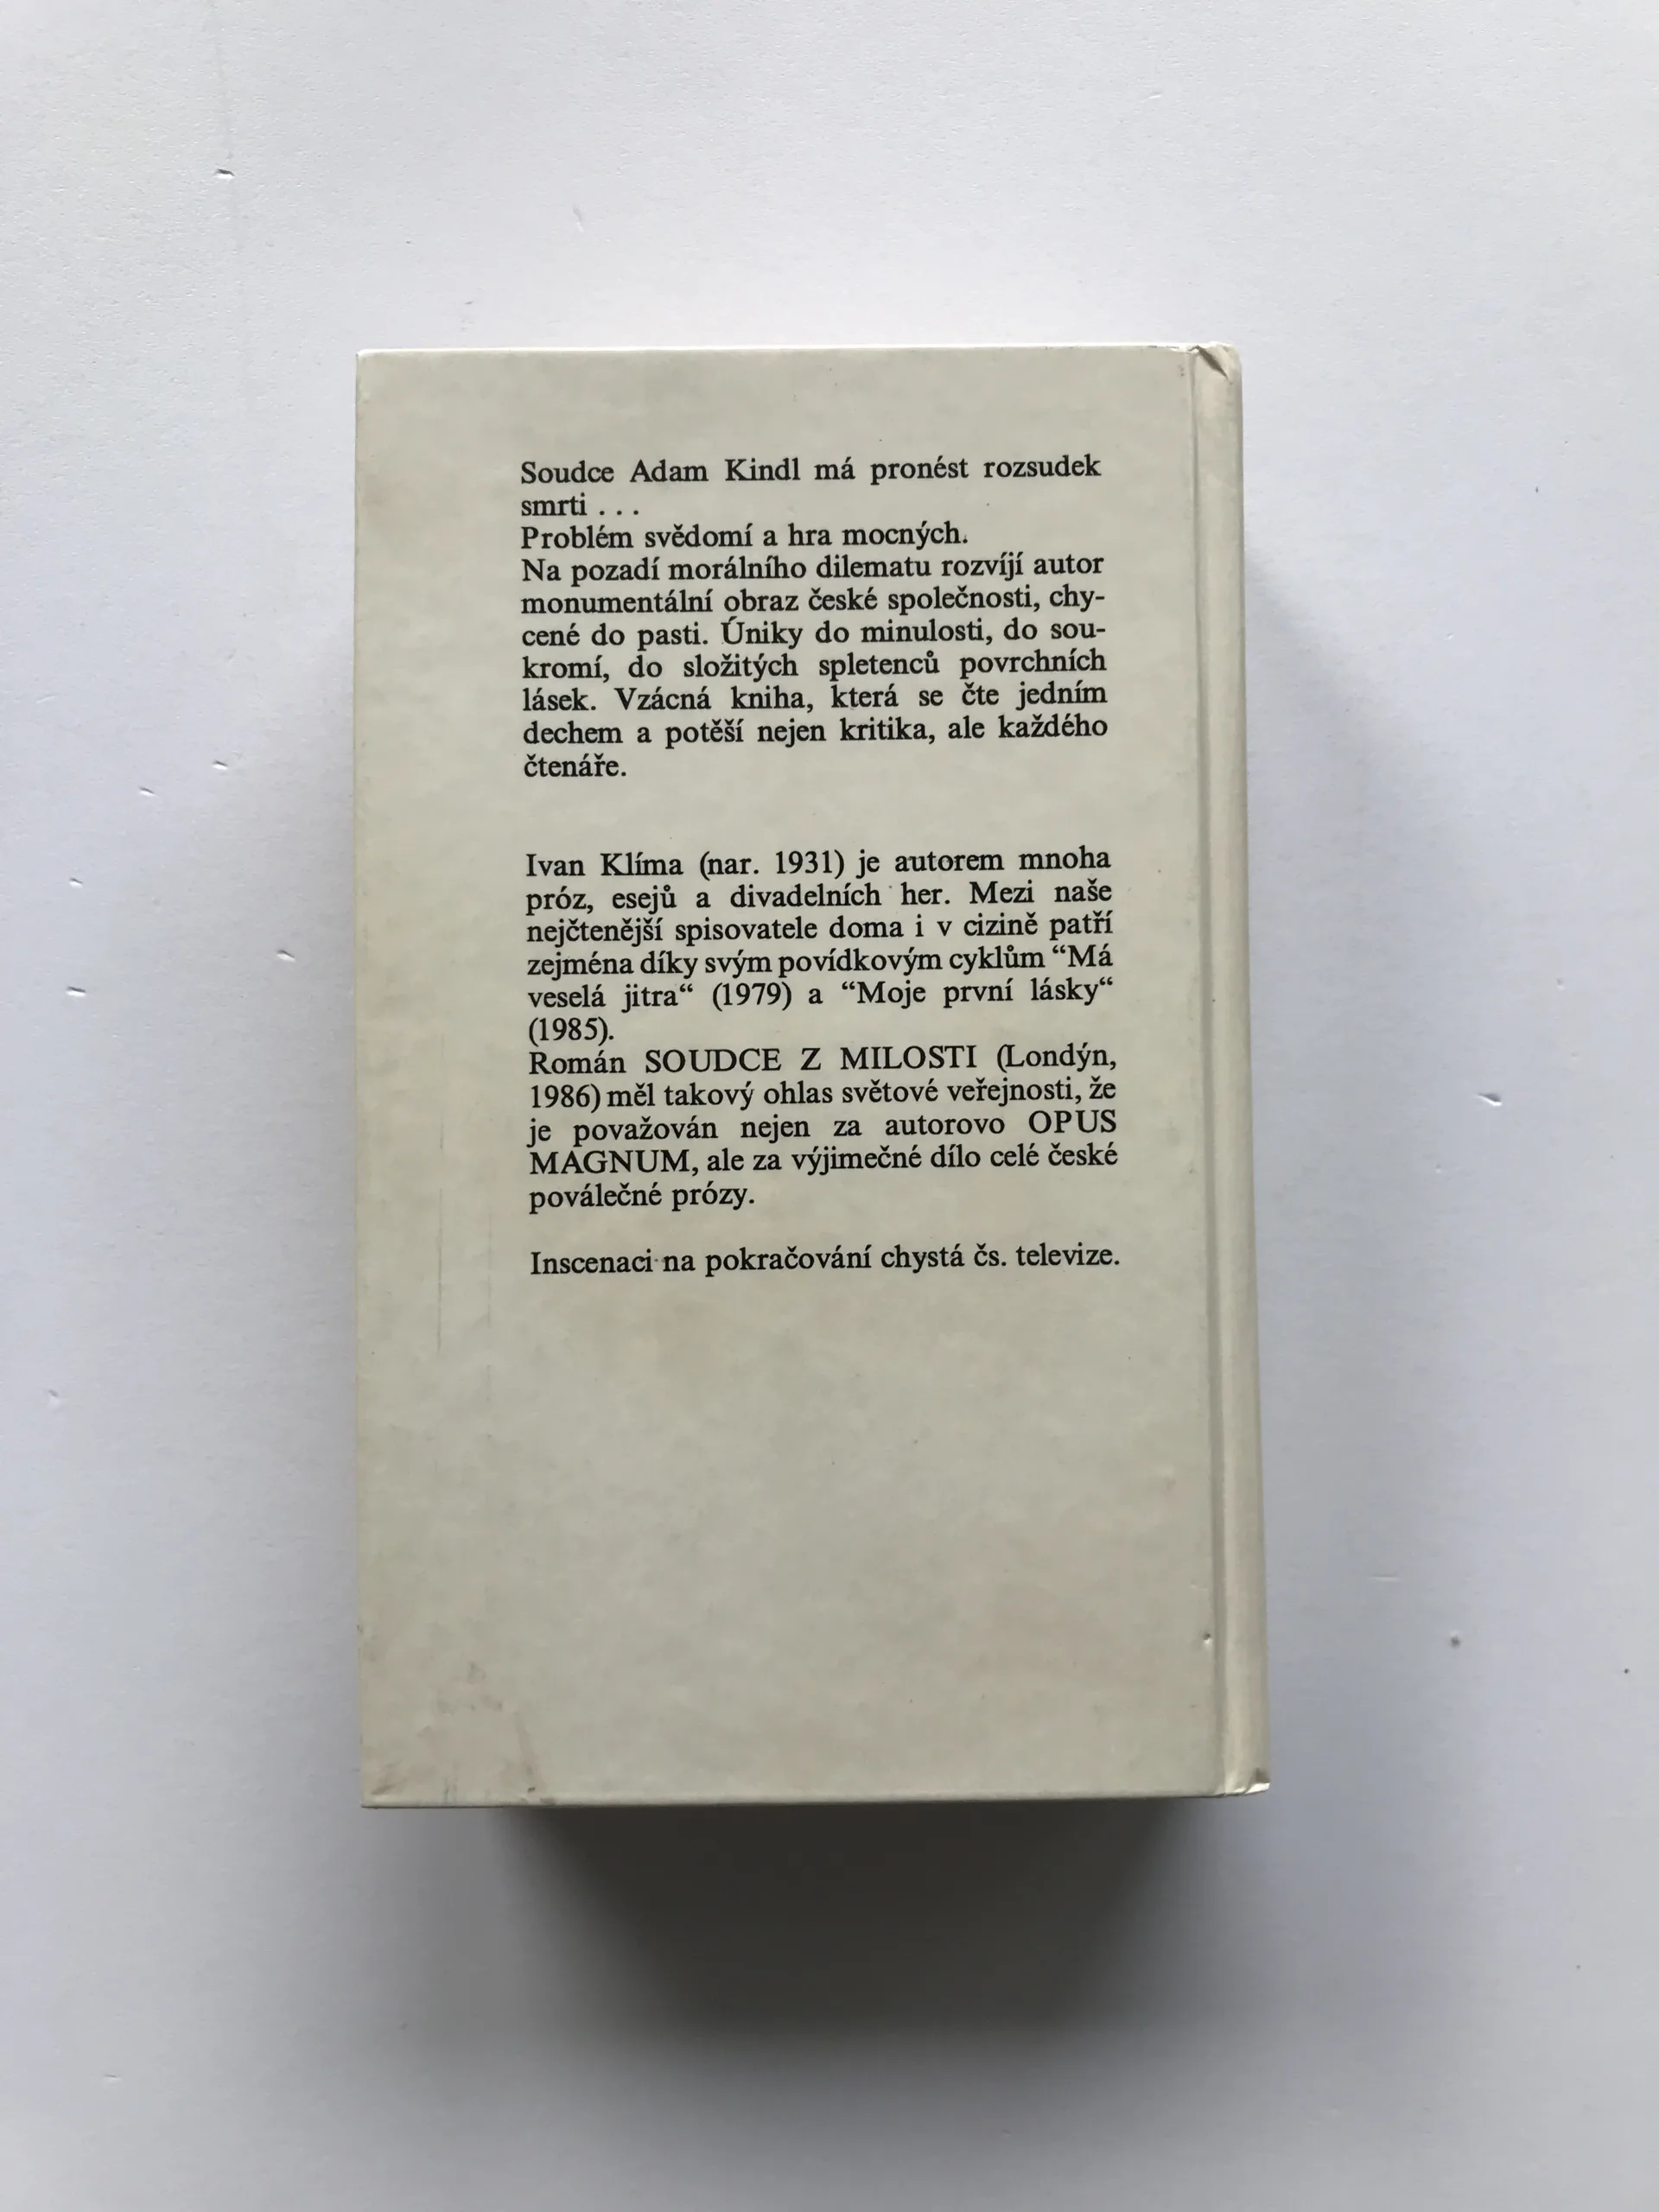 Soudce Adam Kindl má pronést rozsudek
smrti . . .
Problém svědomí a hra mocných.
Na pozadí morálního dilematu rozvíjí autor
monumentální obraz české společnosti, chy-
cené do pasti. Úniky do minulosti, do sou-
kromí, do složitých spletenců povrchních
lásek. Vzácná kniha, která se čte jedním
dechem a potěší nejen kritika, ale každého
čtenáře.
Ivan Klíma (nar. 1931) je autorem mnoha
próz, esejů a divadelních her. Mezi naše
nejčtenější spisovatele doma i v cizině patří
zejména díky svým povídkovým cyklům “Má
veselá jitra“ (1979) a “Moje první lásky“
(1985).
Román SOUDCE Z MILOSTI (Londýn,
1986) měl takový ohlas světové veřejnosti, že
je považován nejen za autorovo OPUS
MAGNUM, ale za výjimečné dílo celé české
poválečné prózy.
Inscenaci na pokračování chystá čs. televize.